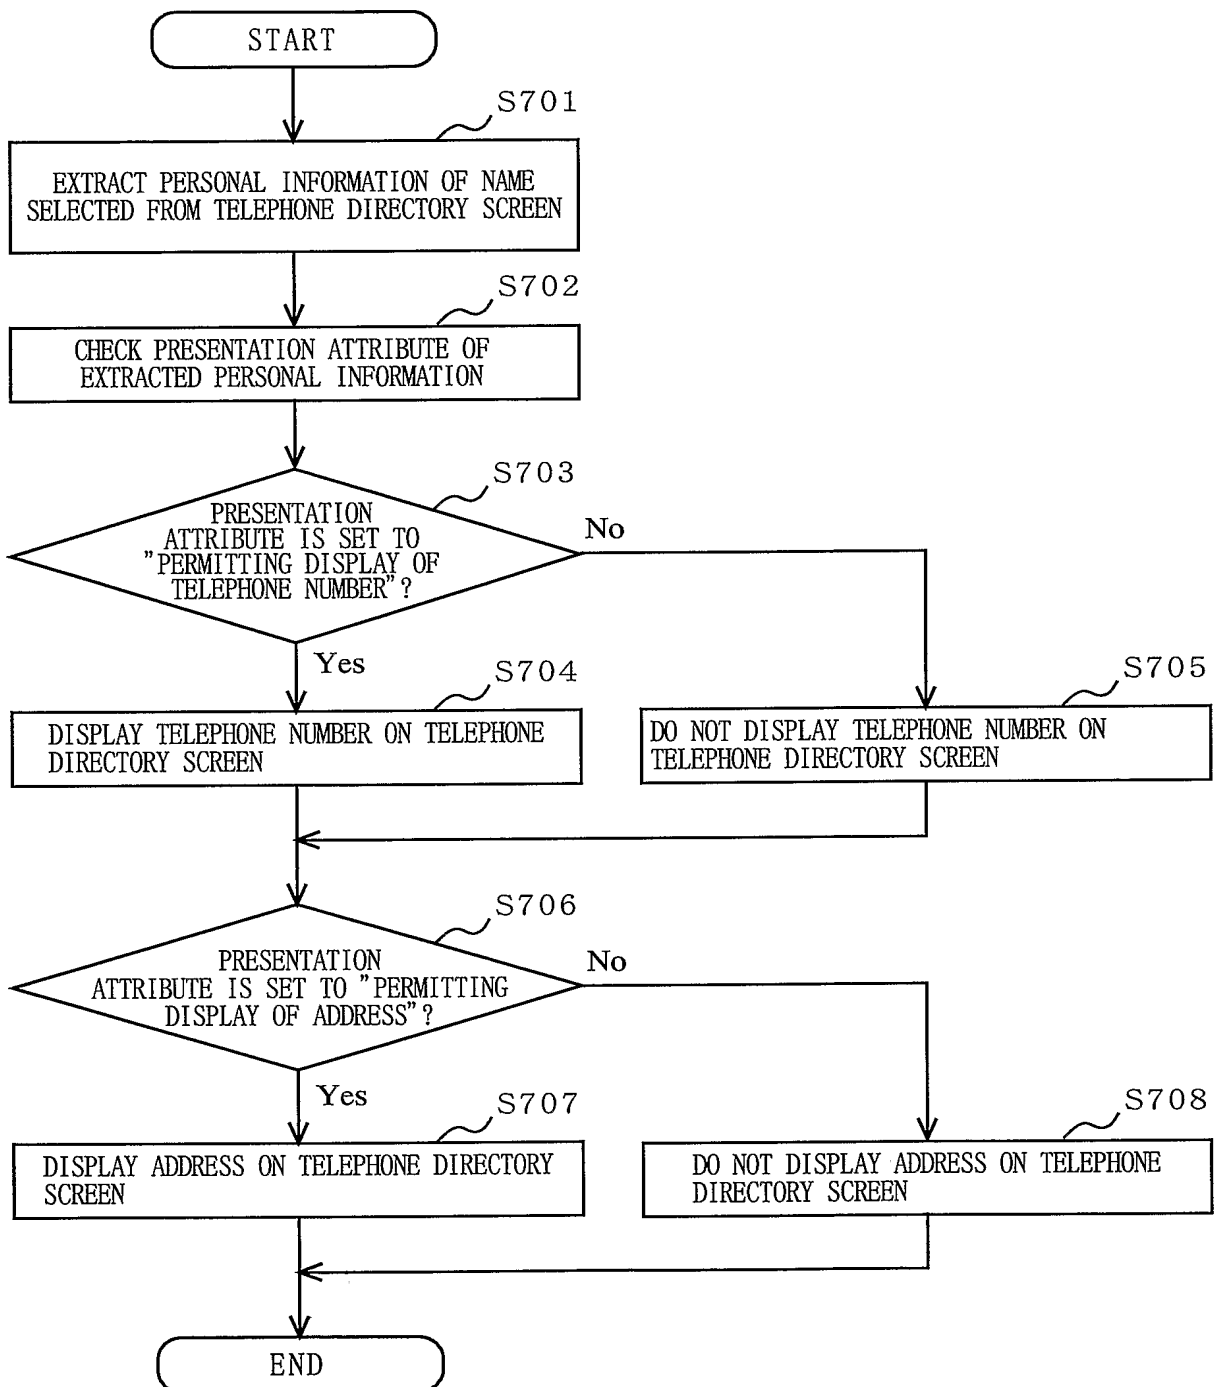 START
S701
EXTRACT PERSONAL INFORMATION OF NAME
SELECTED FROM TELEPHONE DIRECTORY SCREEN
S702
CHECK PRESENTATION ATTRIBUTE OF
EXTRACTED PERSONAL INFORMATION
S703
PRESENTATION
ATTRIBUTE IS SET TO
"PERMITTING DISPLAY OF
TELEPHONE NUMBER"?
No
Yes
S704
DISPLAY TELEPHONE NUMBER ON TELEPHONE
DIRECTORY SCREEN
S705
DO NOT DISPLAY TELEPHONE NUMBER ON
TELEPHONE DIRECTORY SCREEN
S706
PRESENTATION
ATTRIBUTE IS SET TO "PERMITTING
DISPLAY OF ADDRESS"?
No
Yes
S707
DISPLAY ADDRESS ON TELEPHONE DIRECTORY
SCREEN
S708
DO NOT DISPLAY ADDRESS ON TELEPHONE
DIRECTORY SCREEN
END